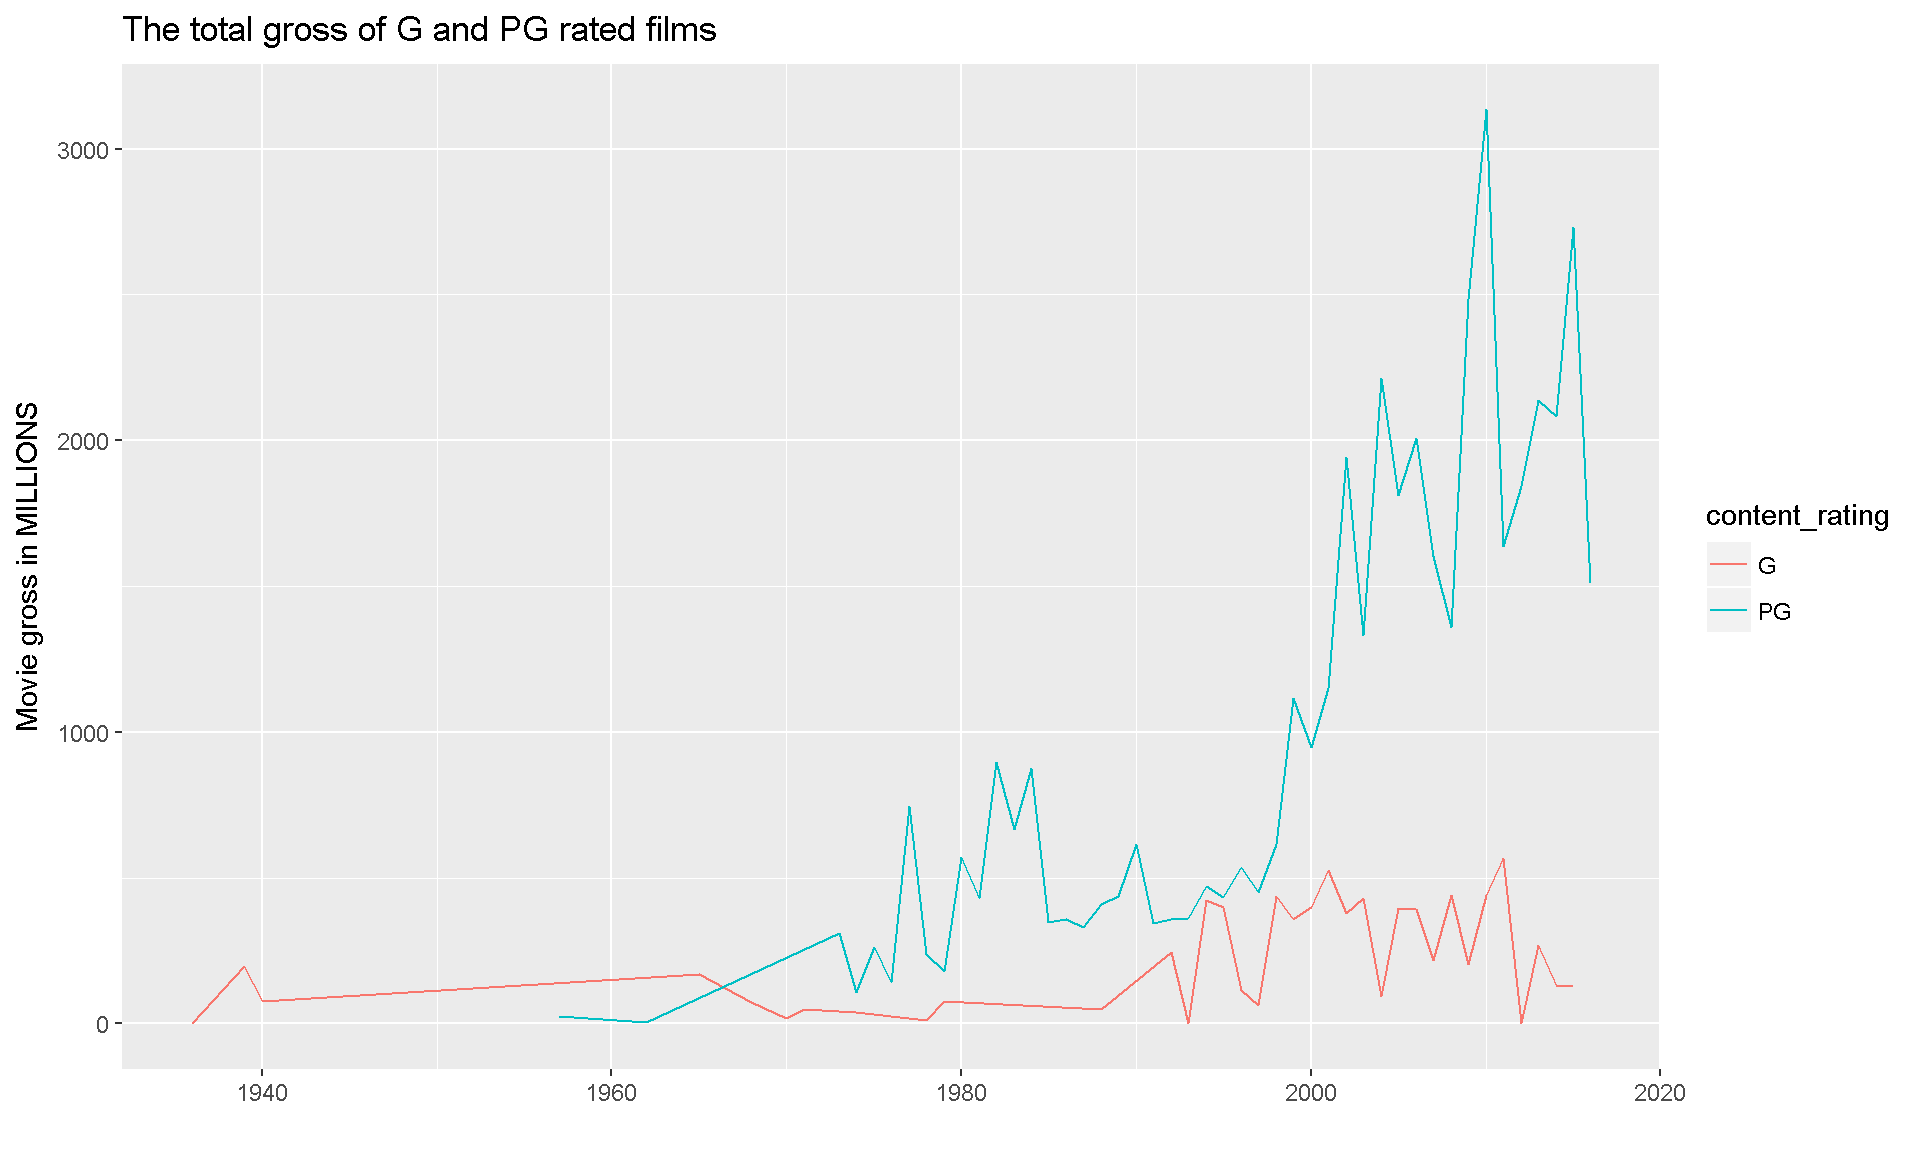 The total gross of G and PG rated films
Movie gross in MILLIONS
3000
2000
1000
0
1940
1960
1980
2000
2020
content_rating
G
PG